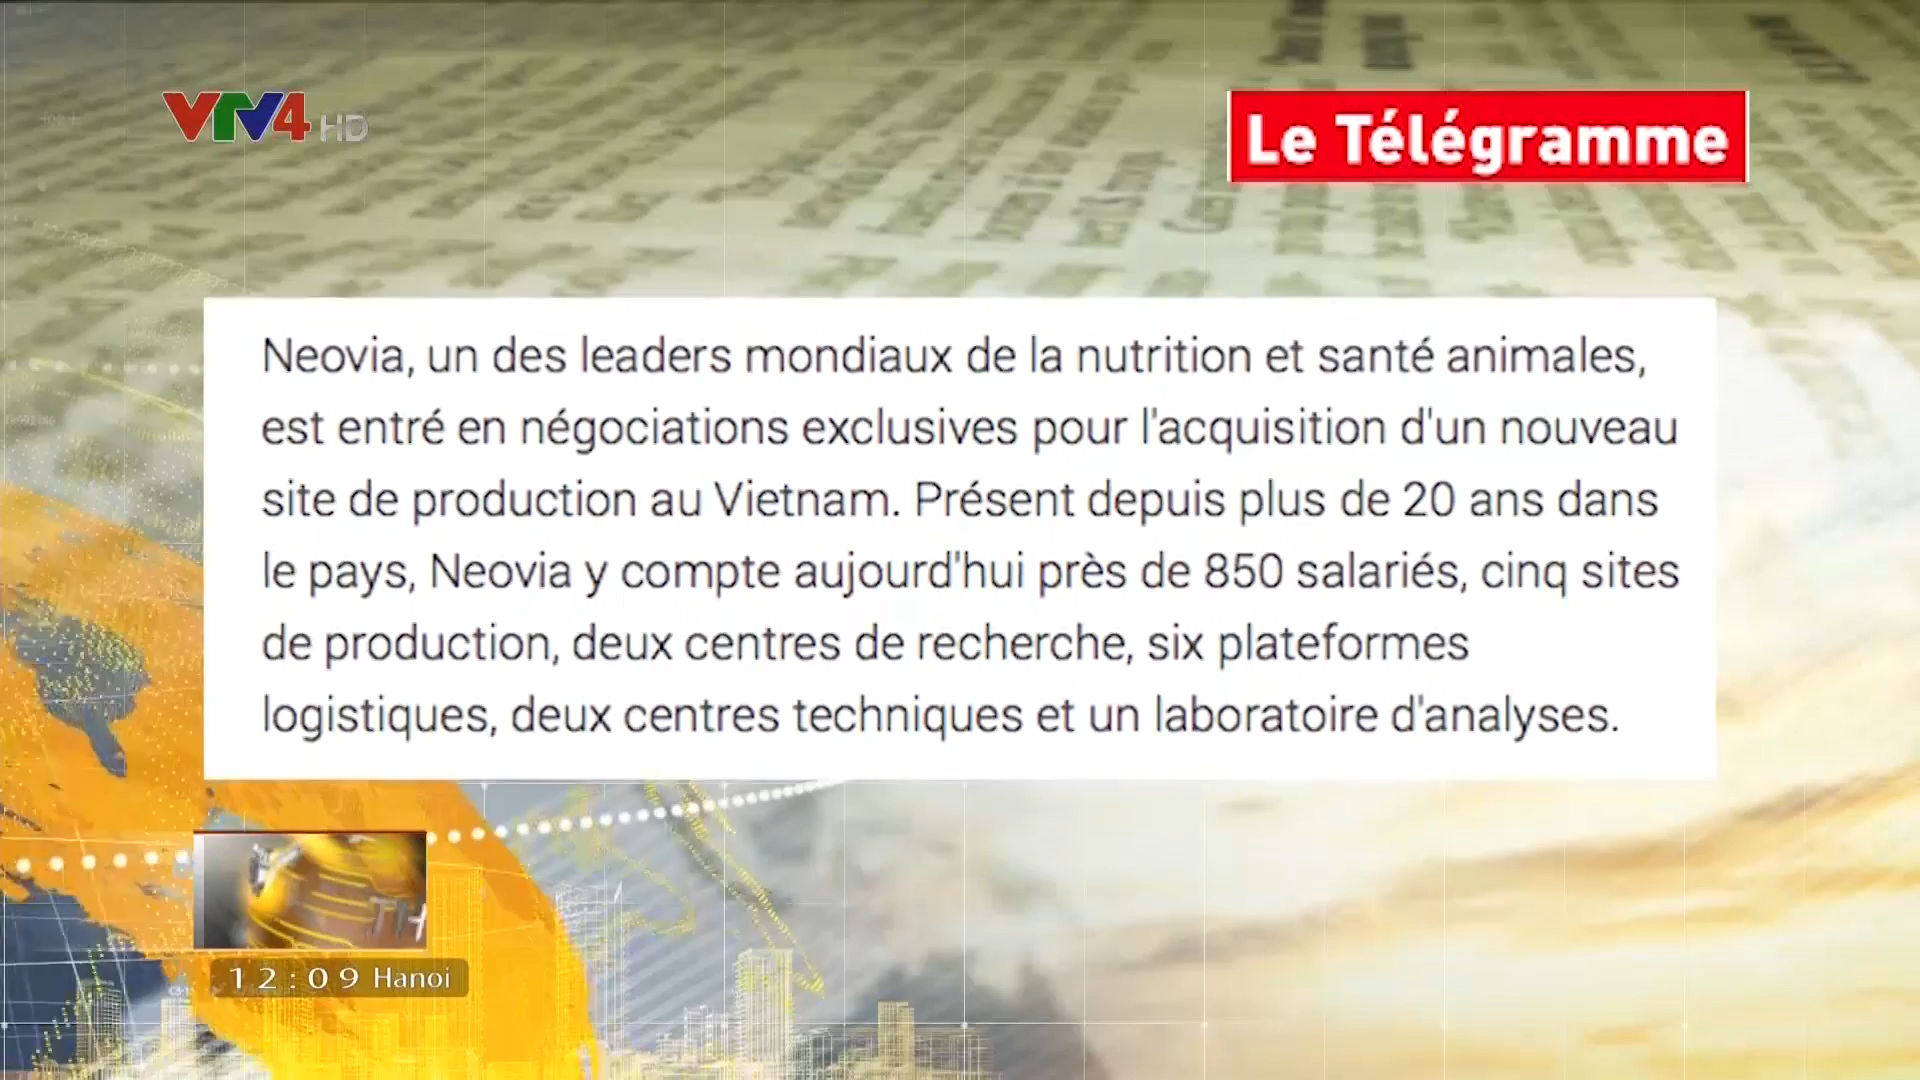 VTV4 HD
Le Télégramme
Neovia, un des leaders mondiaux de la nutrition et santé animales,
est entré en négociations exclusives pour l'acquisition d'un nouveau
site de production au Vietnam. Présent depuis plus de 20 ans dans
le pays, Neovia y compte aujourd'hui près de 850 salariés, cinq sites
de production, deux centres de recherche, six plateformes
logistiques, deux centres techniques et un laboratoire d'analyses.
12:09 Hanoi